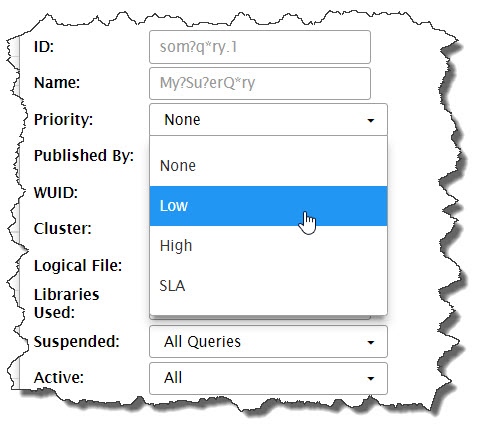 ID: som?q*ry.1
Name: My?Su?erQ*ry
Priority: None
Published By:
None
WUID:
Low
Cluster:
High
Logical File:
SLA
Libraries
Used:
Suspended: All Queries
Active: All